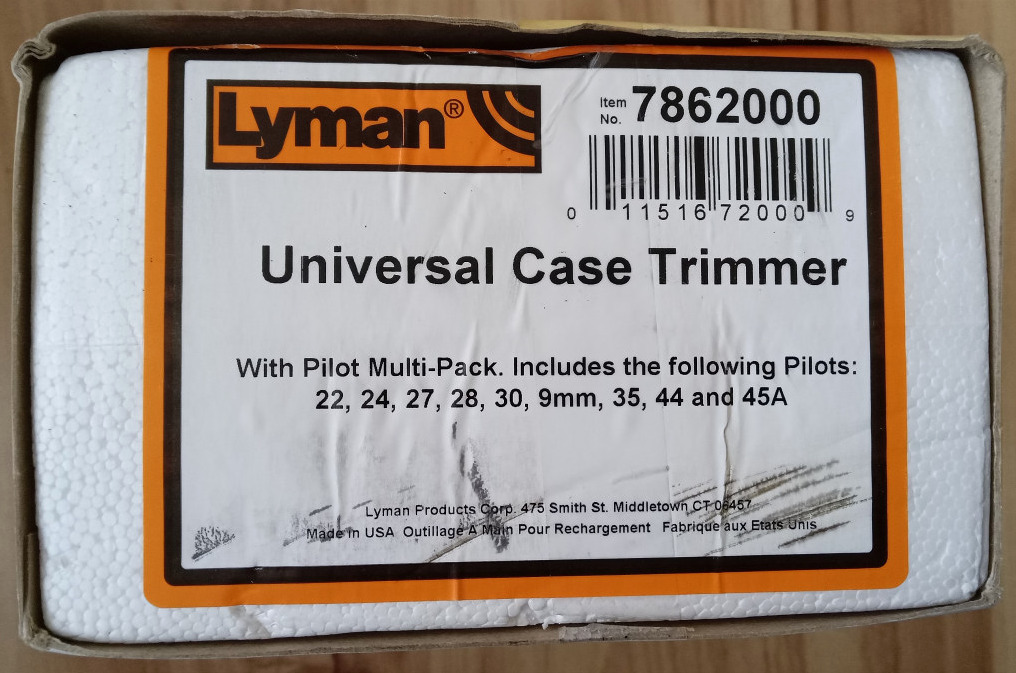 Lyman®
Item No. 7862000
0 11516 72000 9
Universal Case Trimmer
With Pilot Multi-Pack. Includes the following Pilots:
22, 24, 27, 28, 30, 9mm, 35, 44 and 45A
Lyman Products Corp. 475 Smith St. Middletown CT 06457
Made in USA Outillage A Main Pour Rechargement Fabrique aux Etats Unis